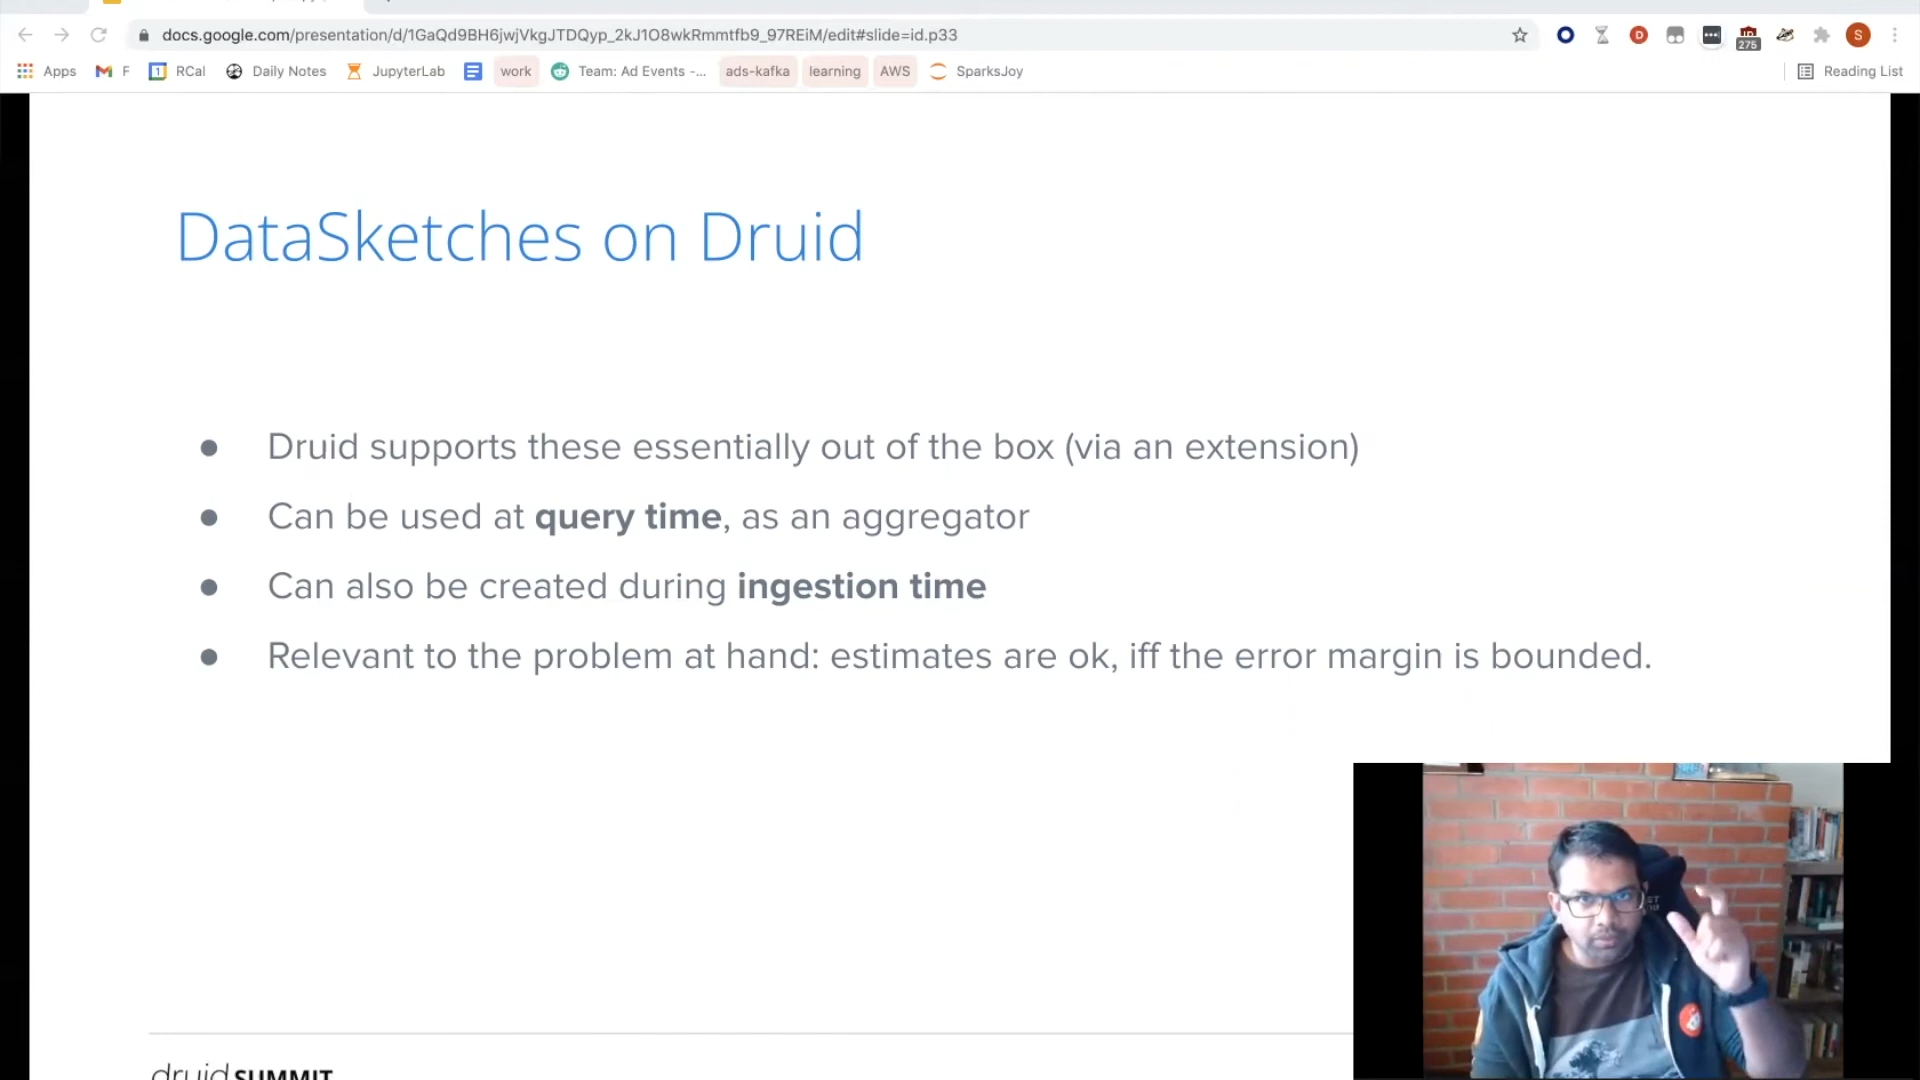 docs.google.com/presentation/d/1GaQd9BH6jwjVkgJTDQyp_2kJ1O8wkRmmtfb9_97REiM/edit#slide=id.p33
D
275
S
Apps
F
1
RCal
Daily Notes
JupyterLab
work
Team: Ad Events -...
ads-kafka
learning
AWS
SparksJoy
Reading List
DataSketches on Druid
● Druid supports these essentially out of the box (via an extension)
● Can be used at query time, as an aggregator
● Can also be created during ingestion time
● Relevant to the problem at hand: estimates are ok, iff the error margin is bounded.
druid SUMMIT